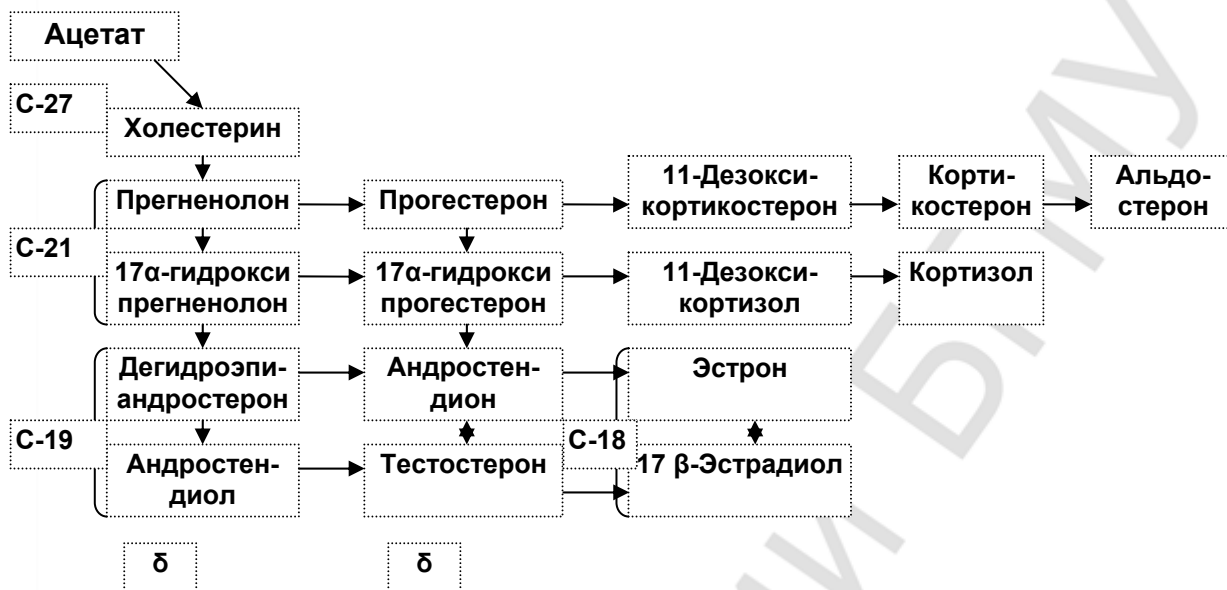 Ацетат
С-27
Холестерин
Прегненолон
Прогестерон
11-Дезокси-
кортикостерон
Корти-
костерон
Альдо-
стерон
С-21
17α-гидрокси
прегненолон
17α-гидрокси
прогестерон
11-Дезокси-
кортизол
Кортизол
Дегидроэпи-
андростерон
Андростен-
дион
Эстрон
С-19
С-18
Андростен-
диол
Тестостерон
17 β-Эстрадиол
δ
δ
БГМУ